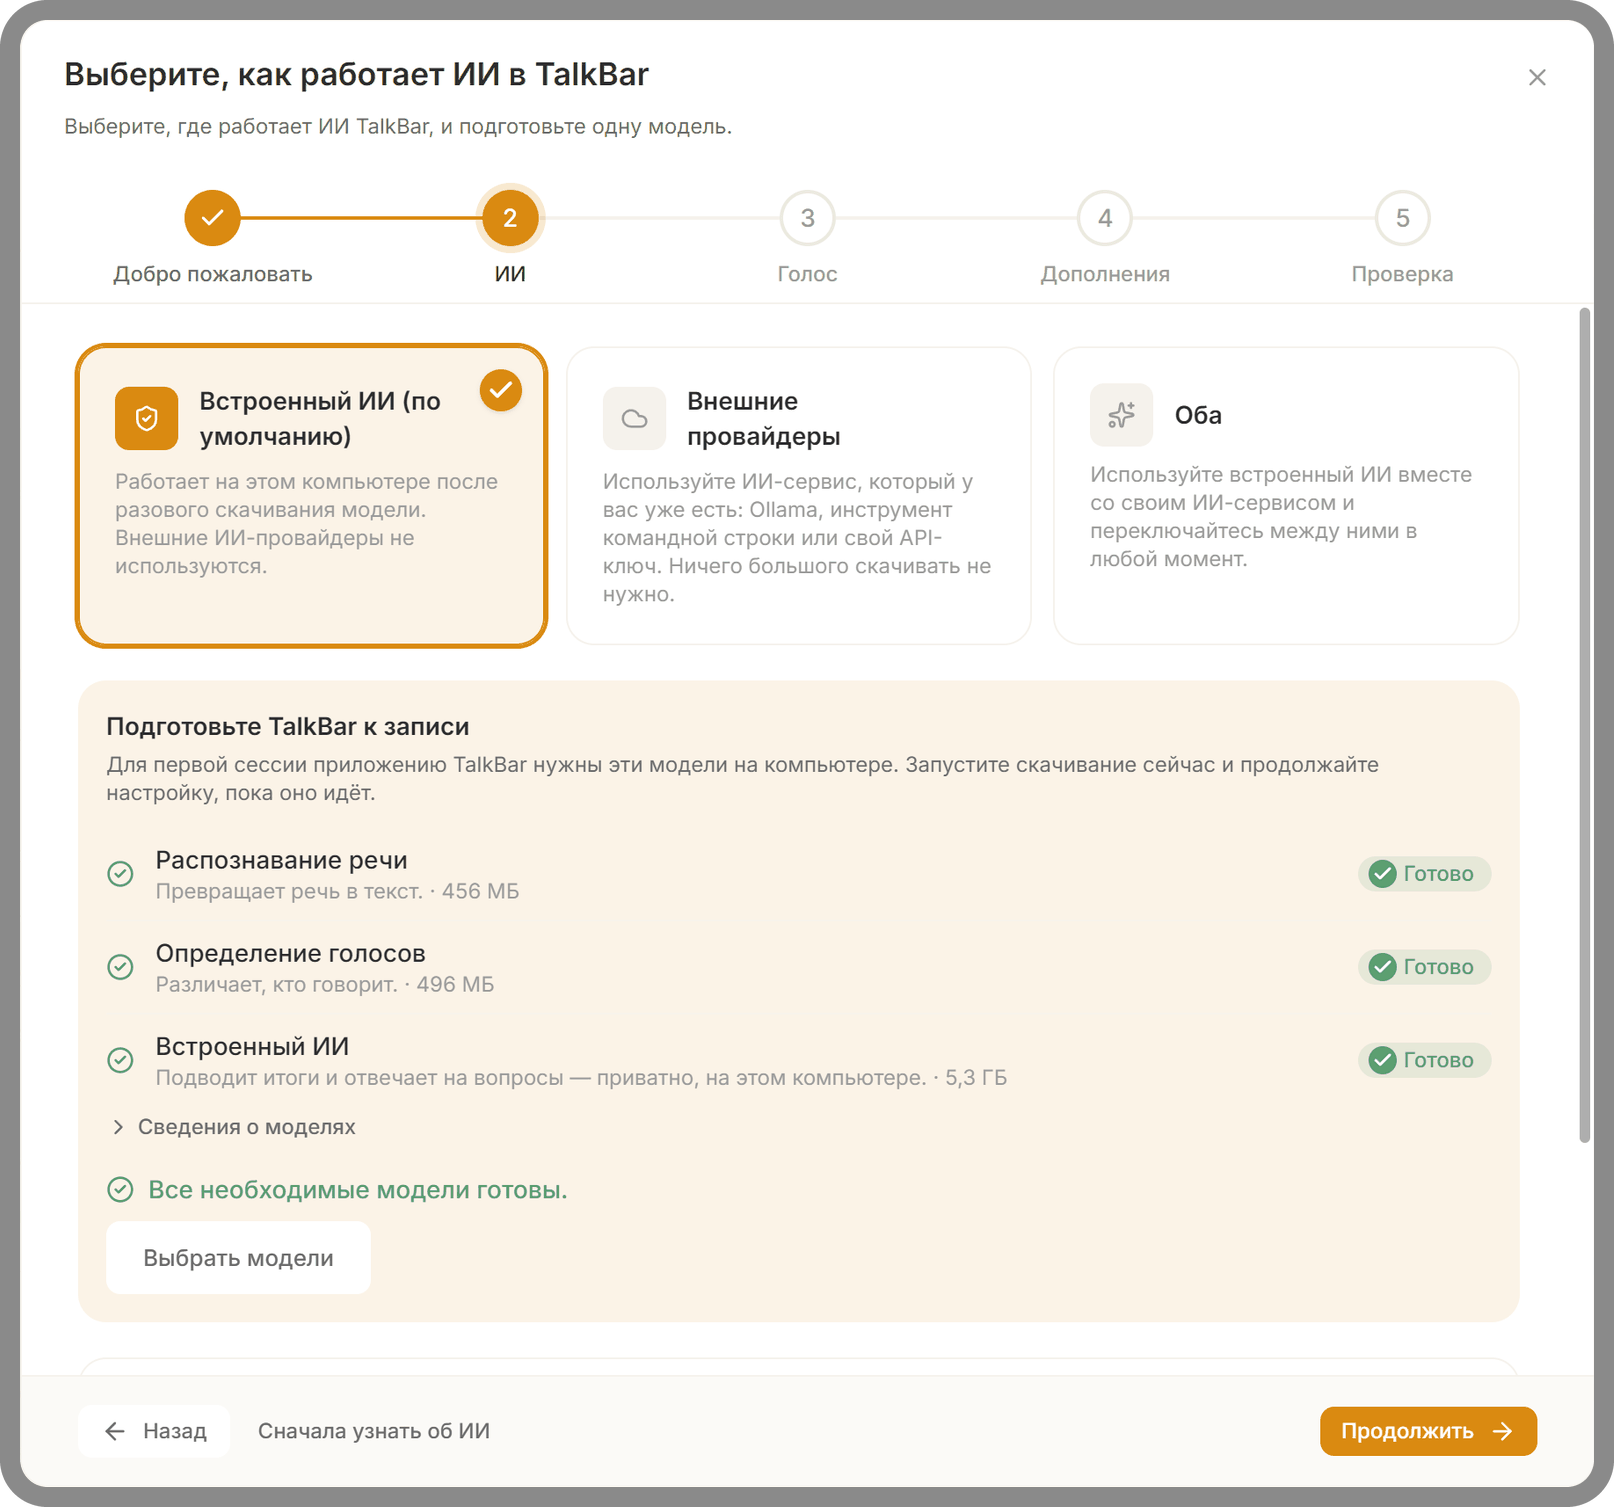 Выберите, как работает ИИ в TalkBar
Выберите, где работает ИИ TalkBar, и подготовьте одну модель.
2
3
4
5
Добро пожаловать
ИИ
Голос
Дополнения
Проверка
Встроенный ИИ (по
умолчанию)
Работает на этом компьютере после
разового скачивания модели.
Внешние ИИ-провайдеры не
используются.
Внешние
провайдеры
Используйте ИИ-сервис, который у
вас уже есть: Ollama, инструмент
командной строки или свой API-
ключ. Ничего большого скачивать не
нужно.
Оба
Используйте встроенный ИИ вместе
со своим ИИ-сервисом и
переключайтесь между ними в
любой момент.
Подготовьте TalkBar к записи
Для первой сессии приложению TalkBar нужны эти модели на компьютере. Запустите скачивание сейчас и продолжайте
настройку, пока оно идёт.
Распознавание речи
Превращает речь в текст. · 456 МБ
Готово
Определение голосов
Различает, кто говорит. · 496 МБ
Готово
Встроенный ИИ
Подводит итоги и отвечает на вопросы — приватно, на этом компьютере. · 5,3 ГБ
Готово
Сведения о моделях
Все необходимые модели готовы.
Выбрать модели
Назад
Сначала узнать об ИИ
Продолжить